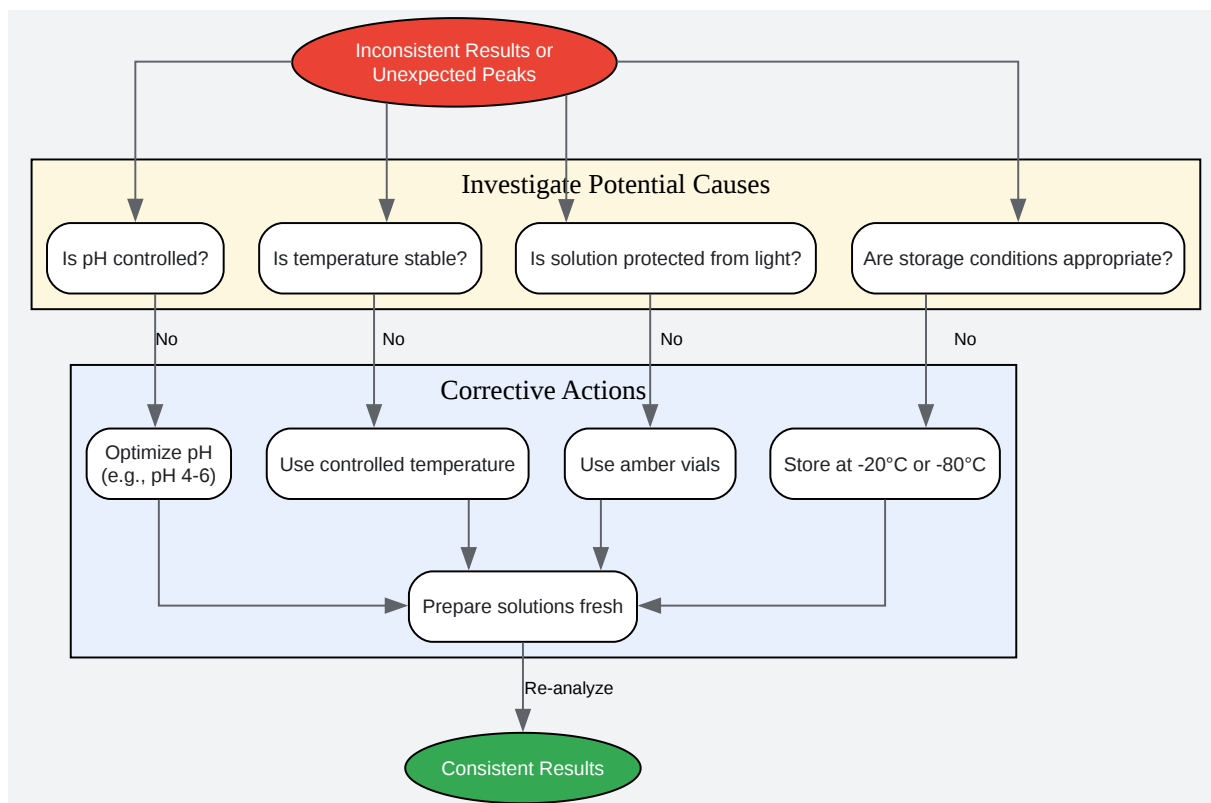 Inconsistent Results or
Unexpected Peaks
Investigate Potential Causes
Is pH controlled?
Is temperature stable?
Is solution protected from light?
Are storage conditions appropriate?
No
No
No
No
Corrective Actions
Optimize pH
(e.g., pH 4-6)
Use controlled temperature
Use amber vials
Store at -20°C or -80°C
Prepare solutions fresh
Re-analyze
Consistent Results